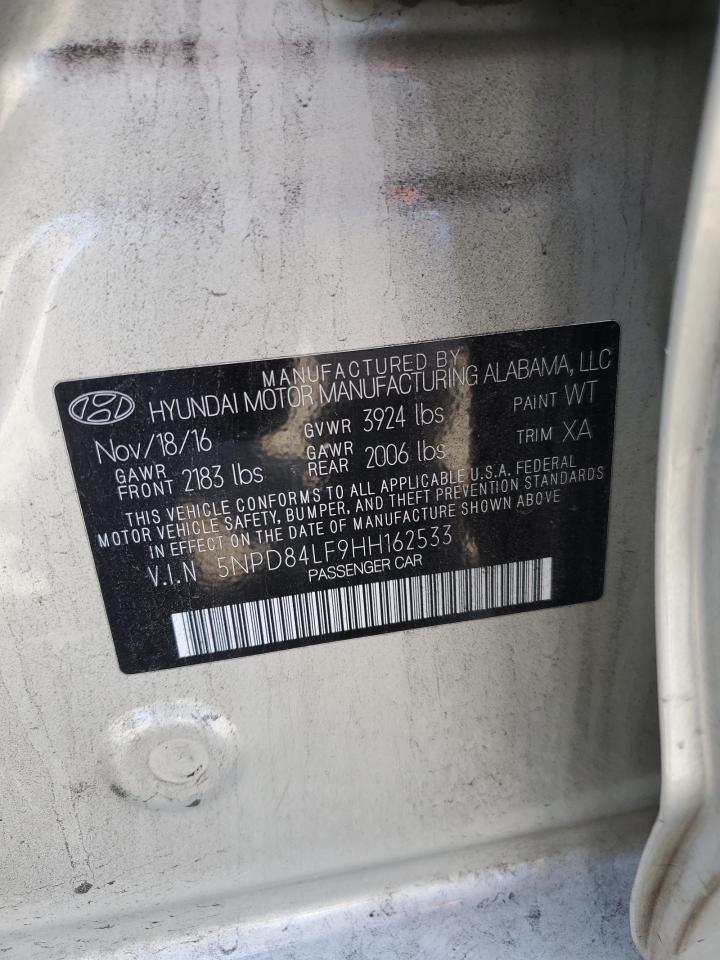 MANUFACTURED BY
HYUNDAI MOTOR MANUFACTURING ALABAMA, LLC
Nov/18/16 GVWR 3924 lbs PAINT WT
GAWR FRONT 2183 lbs GAWR REAR 2006 lbs TRIM XA
THIS VEHICLE CONFORMS TO ALL APPLICABLE U.S.A. FEDERAL
MOTOR VEHICLE SAFETY, BUMPER, AND THEFT PREVENTION STANDARDS
IN EFFECT ON THE DATE OF MANUFACTURE SHOWN ABOVE
V.I.N 5NPD84LF9HH162533
PASSENGER CAR